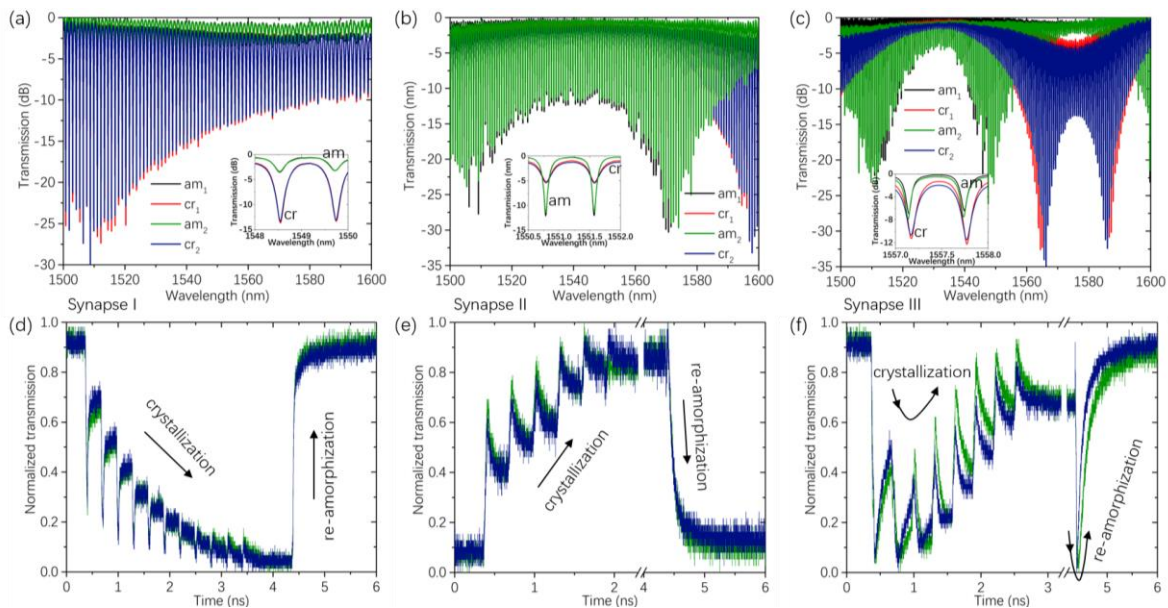 (a)
Transmission (dB)
0
-5
-10
-15
-20
-25
-30
am₁
cr₁
am₂
cr₂
Transmission (dB)
0
-5
-10
-15
am
cr
1548 1549 1550
Wavelength (nm)
1500 1520 1540 1560 1580 1600
Wavelength (nm)
Synapse I
(b)
Transmission (nm)
0
-5
-10
-15
-20
-25
-30
-35
Transmission (nm)
0
-5
-10
-15
am
cr
1550.5 1551.0 1551.5 1552.0
Wavelength (nm)
am₁
cr₁
am₂
cr₂
1500 1520 1540 1560 1580 1600
Wavelength (nm)
Synapse II
(c)
Transmission (dB)
0
-5
-10
-15
-20
-25
-30
-35
am₁
cr₁
am₂
cr₂
Transmission (dB)
0
-4
-8
-12
am
cr
1557.0 1557.5 1558.0
Wavelength (nm)
1500 1520 1540 1560 1580 1600
Wavelength (nm)
Synapse III
(d)
Normalized transmission
1.0
0.8
0.6
0.4
0.2
0.0
crystallization
re-amorphization
0 1 2 3 4 5 6
Time (ns)
(e)
Normalized transmission
1.0
0.8
0.6
0.4
0.2
0.0
crystallization
re-amorphization
0 1 2 4 5 6
Time (ns)
(f)
Normalized transmission
1.0
0.8
0.6
0.4
0.2
0.0
crystallization
re-amorphization
0 1 2 3 5 6
Time (ns)